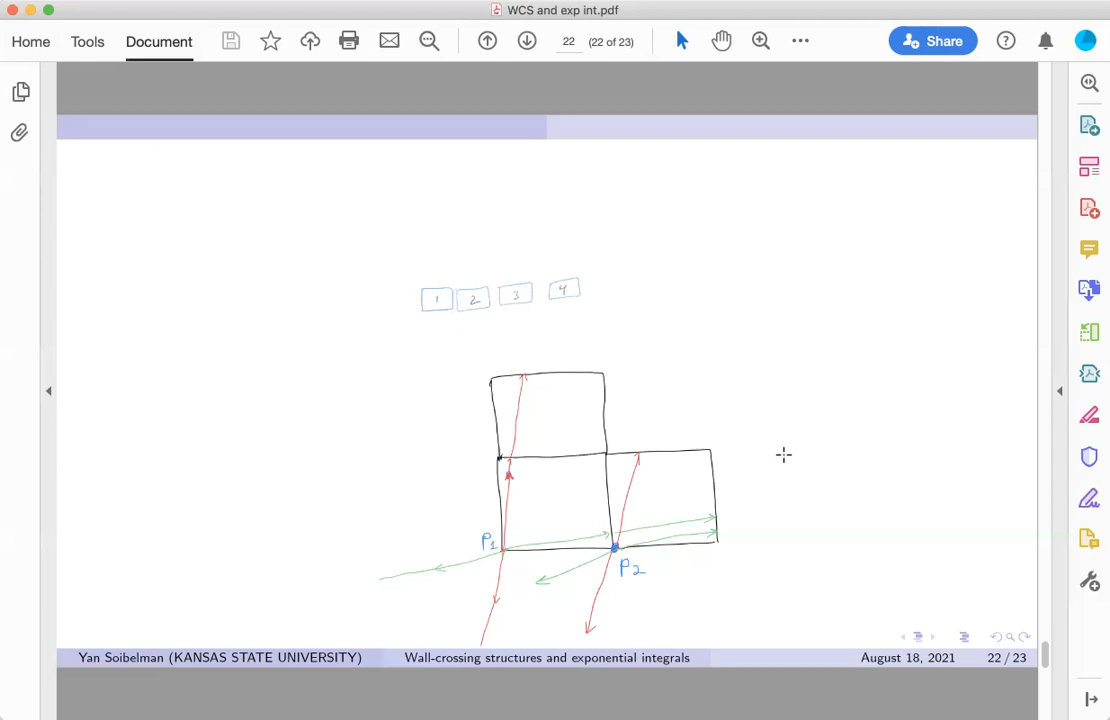 WCS and exp int.pdf
Home Tools Document 22 (22 of 23) Share
1 2 3 4
P1
P2
Yan Soibelman (KANSAS STATE UNIVERSITY) Wall-crossing structures and exponential integrals August 18, 2021 22 / 23